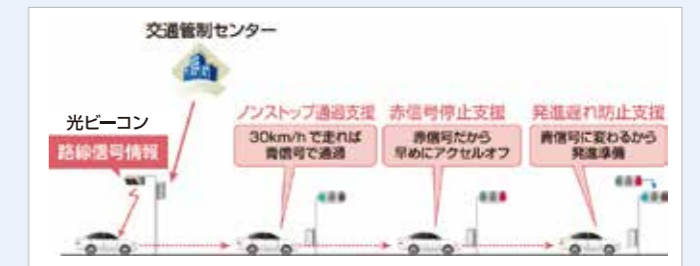 交通管制センター
光ビーコン
路線信号情報
ノンストップ通過支援
30km/hで走れば
青信号で通過
赤信号停止支援
赤信号だから
早めにアクセルオフ
発進遅れ防止支援
青信号に変わるから
発進準備